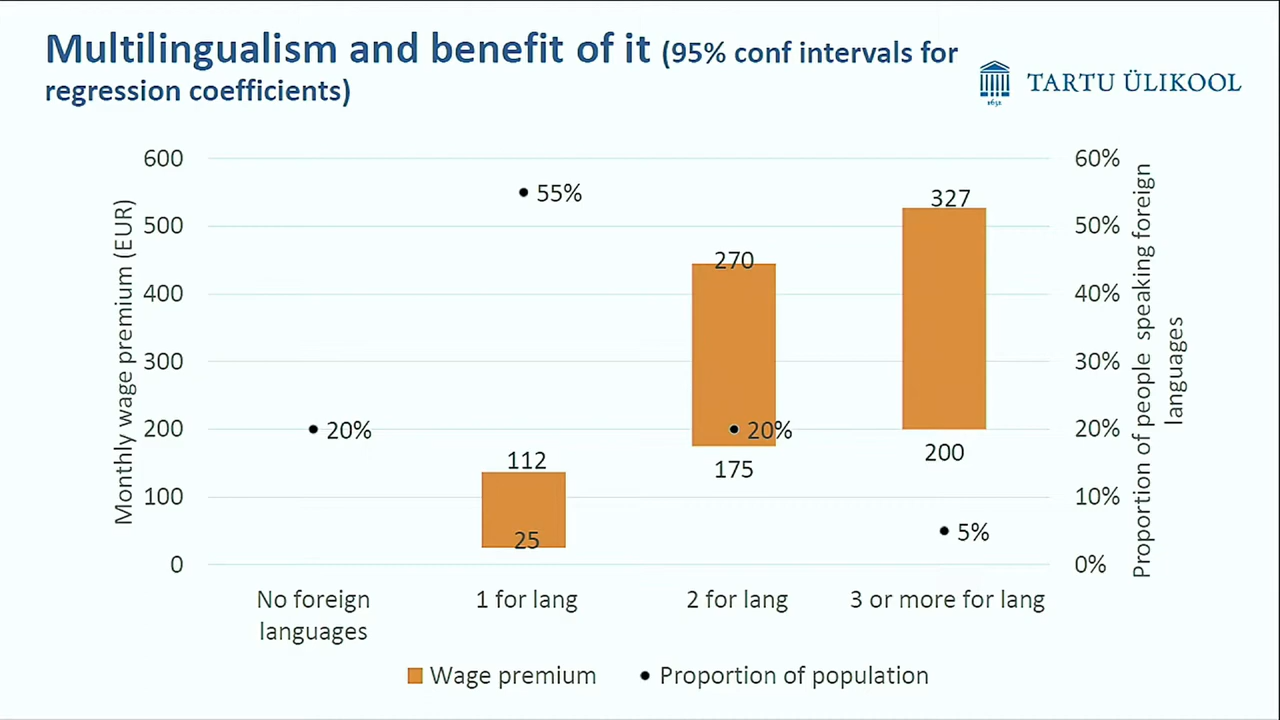 Multilingualism and benefit of it (95% conf intervals for
regression coefficients)
1632
TARTU ÜLIKOOL
Monthly wage premium (EUR)
600
500
400
300
200
100
0
60%
50%
40%
30%
20%
10%
0%
Proportion of people speaking foreign
languages
20%
55%
112
25
270
20%
175
327
200
5%
No foreign
languages
1 for lang
2 for lang
3 or more for lang
Wage premium
Proportion of population